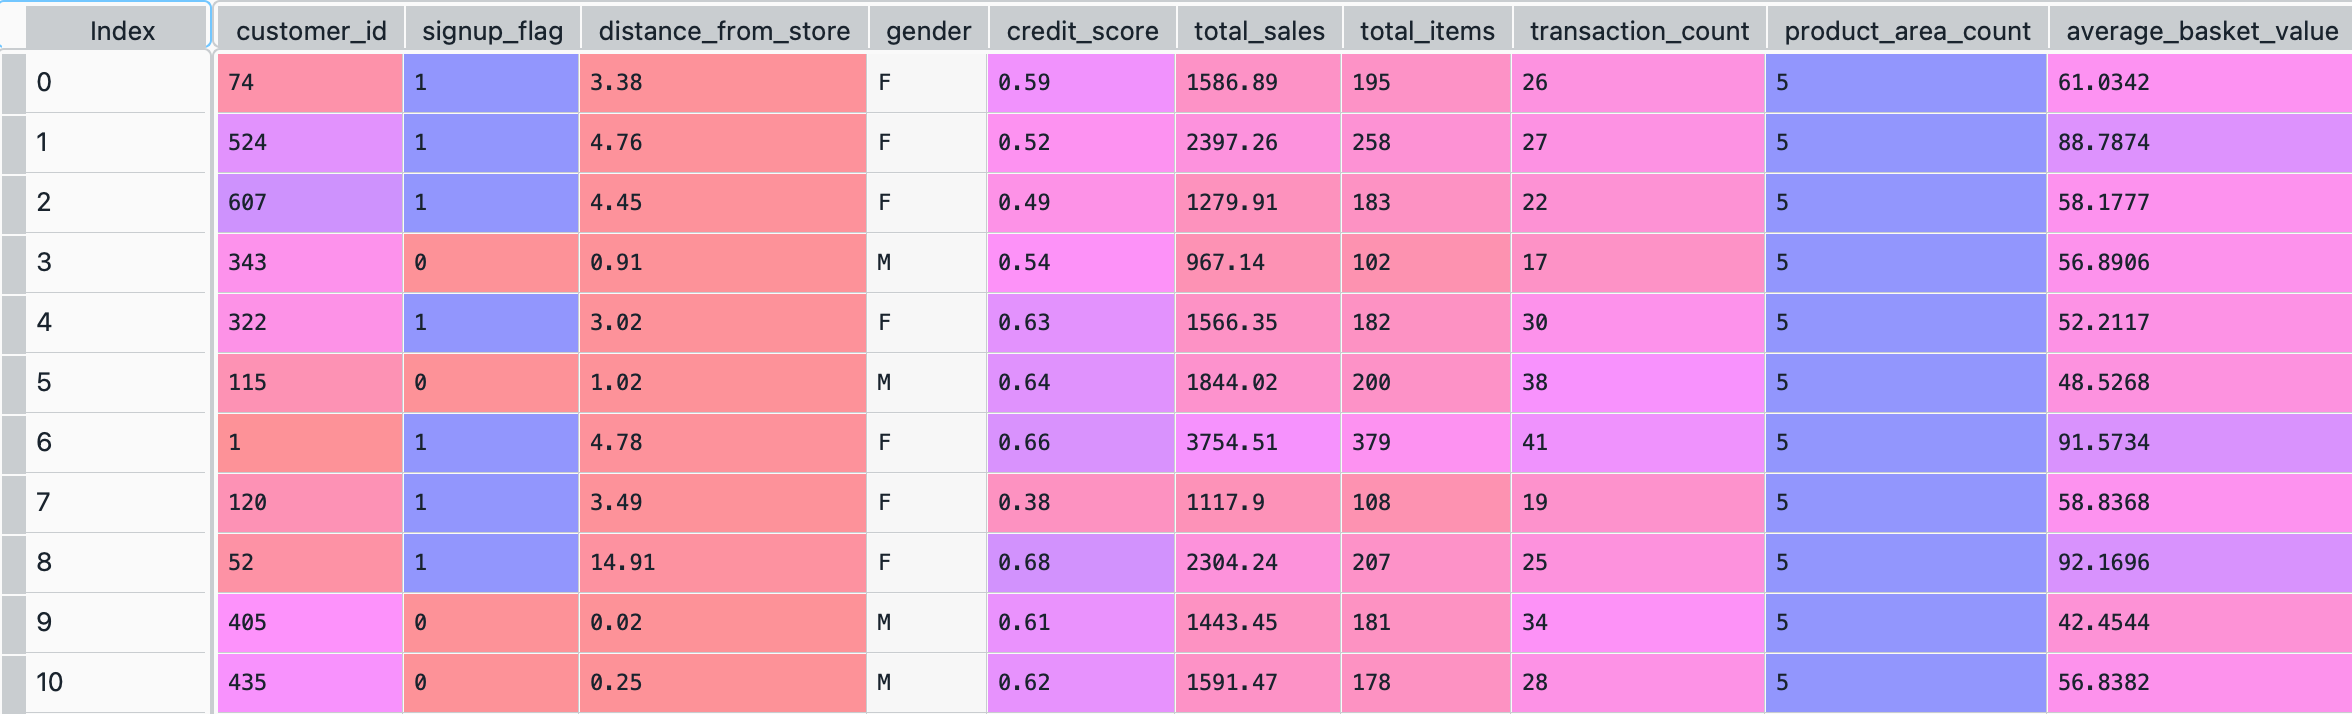 Index customer_id signup_flag distance_from_store gender credit_score total_sales total_items transaction_count product_area_count average_basket_value
0 74 1 3.38 F 0.59 1586.89 195 26 5 61.0342
1 524 1 4.76 F 0.52 2397.26 258 27 5 88.7874
2 607 1 4.45 F 0.49 1279.91 183 22 5 58.1777
3 343 0 0.91 M 0.54 967.14 102 17 5 56.8906
4 322 1 3.02 F 0.63 1566.35 182 30 5 52.2117
5 115 0 1.02 M 0.64 1844.02 200 38 5 48.5268
6 1 1 4.78 F 0.66 3754.51 379 41 5 91.5734
7 120 1 3.49 F 0.38 1117.9 108 19 5 58.8368
8 52 1 14.91 F 0.68 2304.24 207 25 5 92.1696
9 405 0 0.02 M 0.61 1443.45 181 34 5 42.4544
10 435 0 0.25 M 0.62 1591.47 178 28 5 56.8382